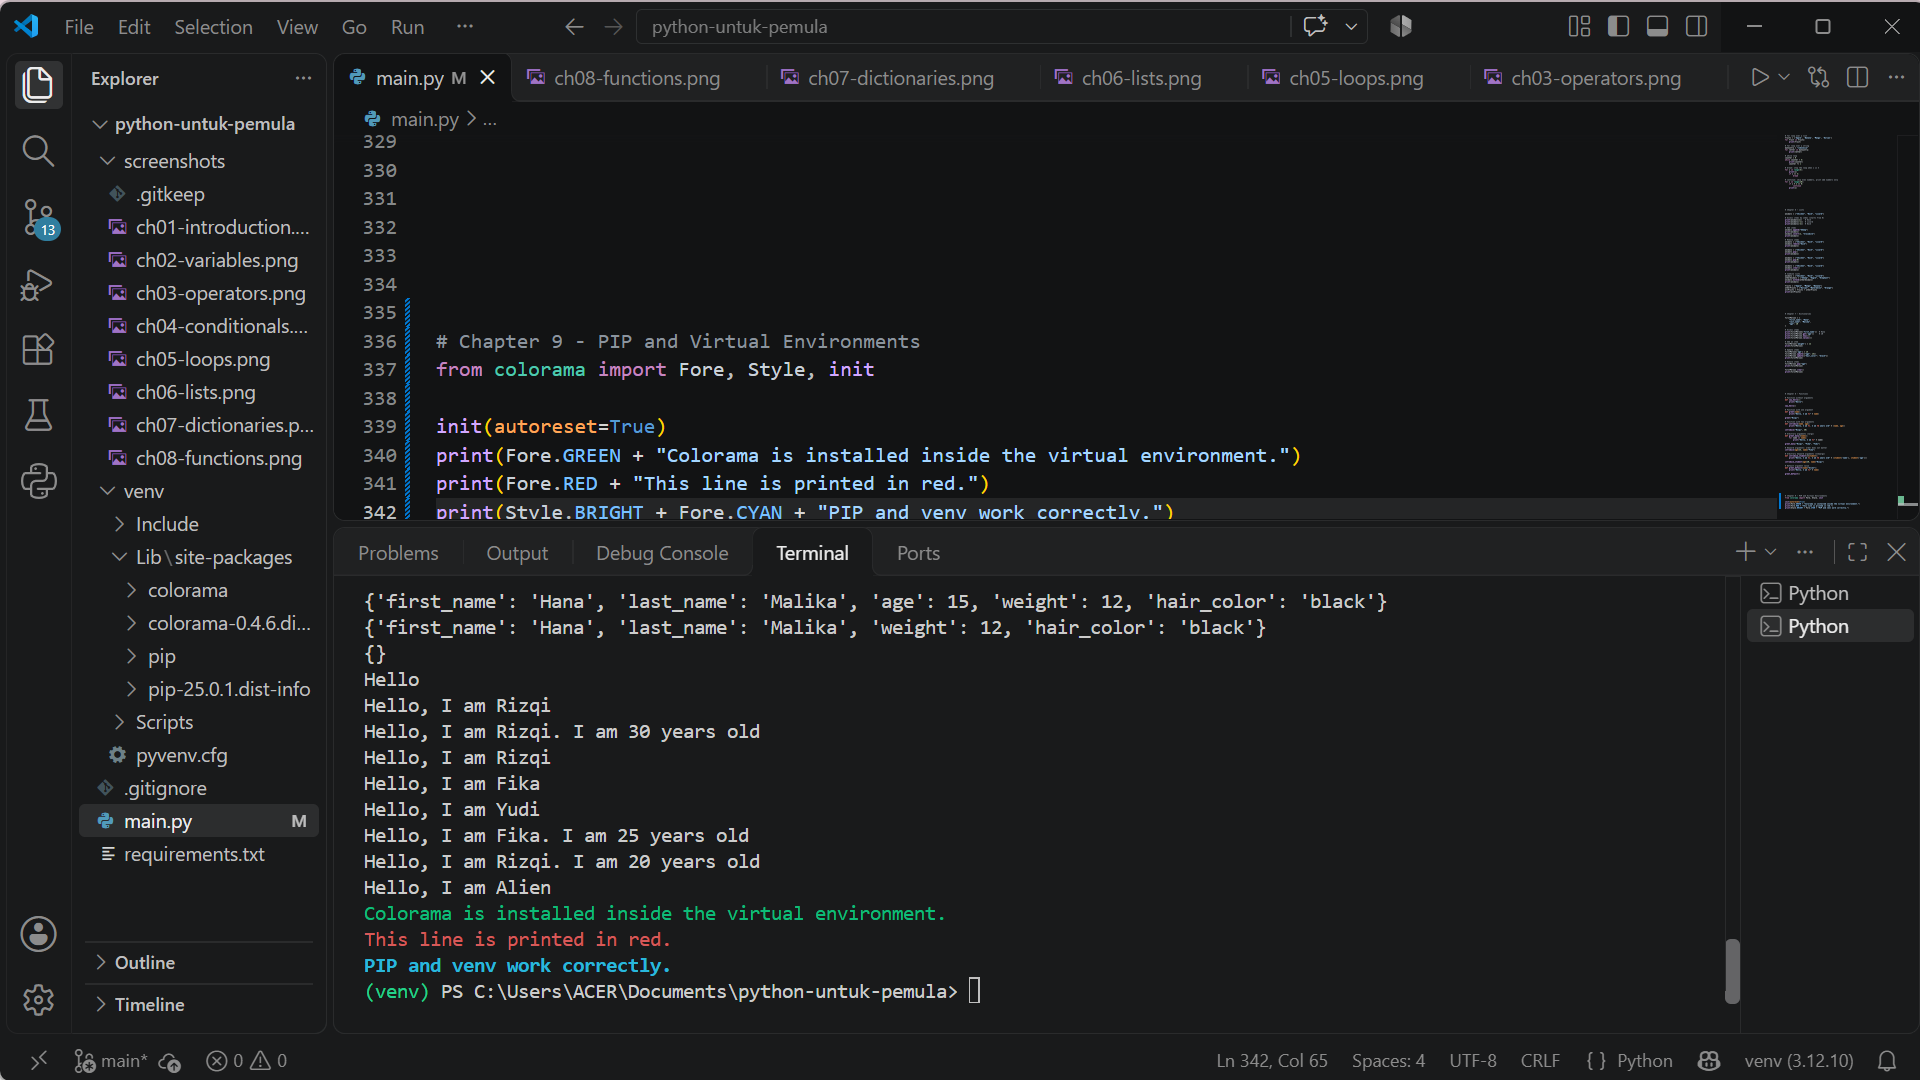 File Edit Selection View Go Run ...
python-untuk-pemula
Explorer
python-untuk-pemula
screenshots
.gitkeep
ch01-introduction....
ch02-variables.png
ch03-operators.png
ch04-conditionals....
ch05-loops.png
ch06-lists.png
ch07-dictionaries.p...
ch08-functions.png
venv
Include
Lib\site-packages
colorama
colorama-0.4.6.di...
pip
pip-25.0.1.dist-info
Scripts
pyvenv.cfg
.gitignore
main.py M
requirements.txt
Outline
Timeline
13
main.py M ch08-functions.png ch07-dictionaries.png ch06-lists.png ch05-loops.png ch03-operators.png
main.py > ...
329
330
331
332
333
334
335
336 # Chapter 9 - PIP and Virtual Environments
337 from colorama import Fore, Style, init
338
339 init(autoreset=True)
340 print(Fore.GREEN + "Colorama is installed inside the virtual environment.")
341 print(Fore.RED + "This line is printed in red.")
342 print(Style.BRIGHT + Fore.CYAN + "PIP and venv work correctly.")
Problems Output Debug Console Terminal Ports
{'first_name': 'Hana', 'last_name': 'Malika', 'age': 15, 'weight': 12, 'hair_color': 'black'}
{'first_name': 'Hana', 'last_name': 'Malika', 'weight': 12, 'hair_color': 'black'}
{}
Hello
Hello, I am Rizqi
Hello, I am Rizqi. I am 30 years old
Hello, I am Rizqi
Hello, I am Fika
Hello, I am Yudi
Hello, I am Fika. I am 25 years old
Hello, I am Rizqi. I am 20 years old
Hello, I am Alien
Colorama is installed inside the virtual environment.
This line is printed in red.
PIP and venv work correctly.
(venv) PS C:\Users\ACER\Documents\python-untuk-pemula>
Python
Python
main* 0 0 Ln 342, Col 65 Spaces: 4 UTF-8 CRLF { } Python venv (3.12.10)